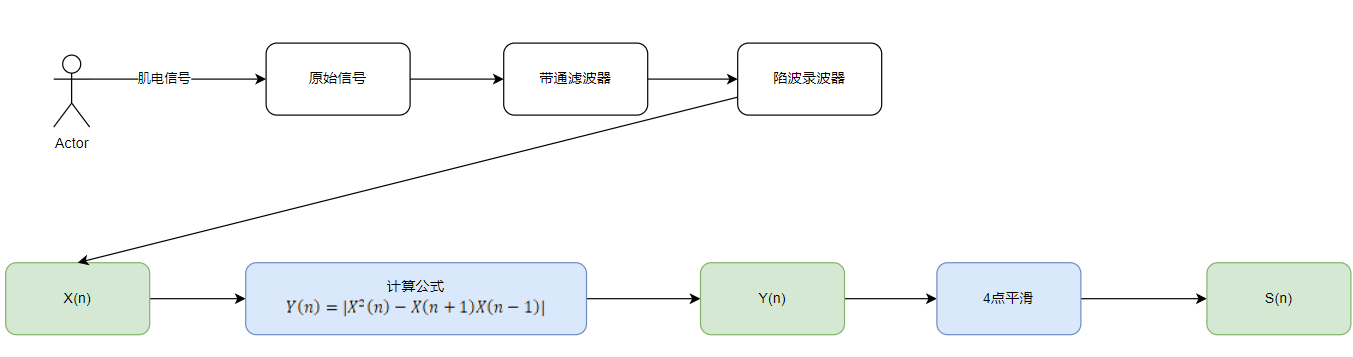 肌电信号
原始信号
带通滤波器
陷波录波器
Actor
X(n)
计算公式
Y(n) = |X²(n) − X(n + 1)X(n − 1)|
Y(n)
4点平滑
S(n)